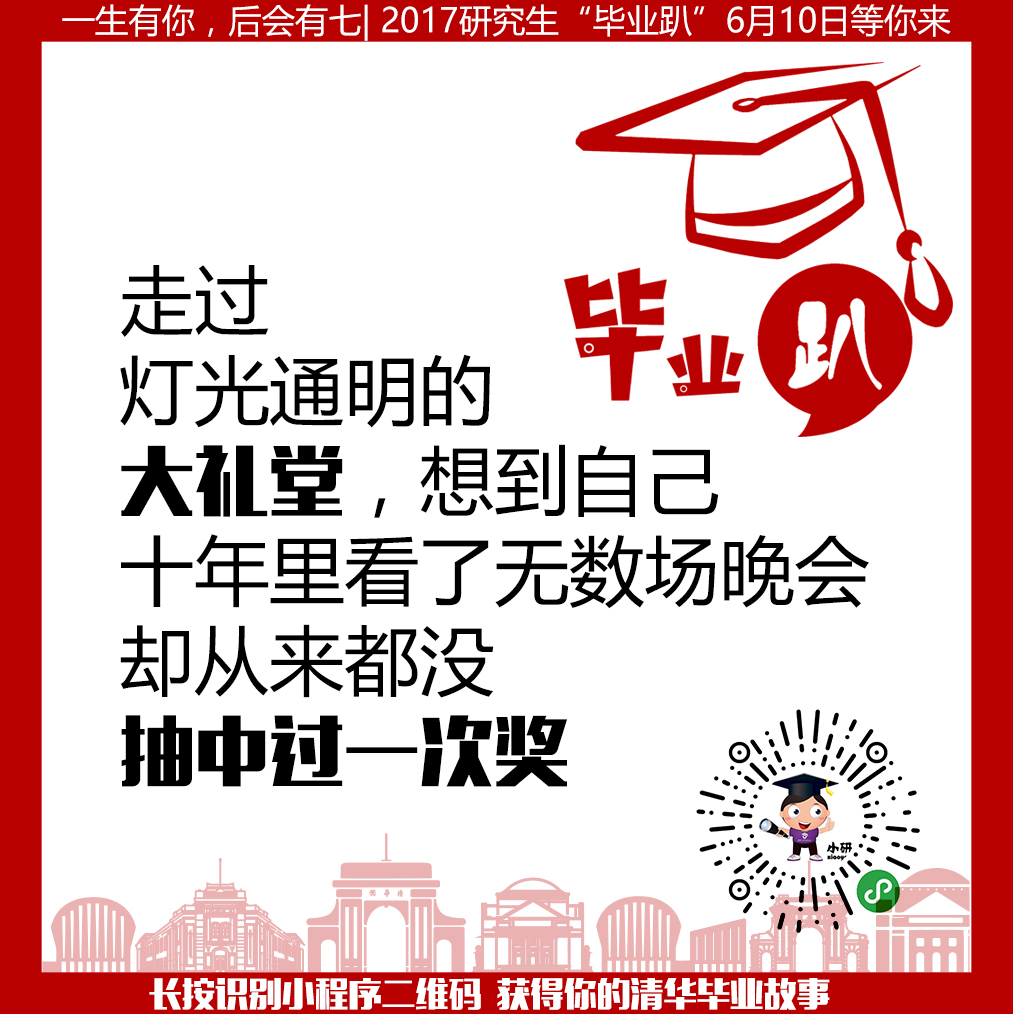 一生有你，后会有七| 2017研究生“毕业趴”6月10日等你来
毕业趴
走过
灯光通明的
大礼堂，想到自己
十年里看了无数场晚会
却从来都没
抽中过一次奖
小研
长按识别小程序二维码 获得你的清华毕业故事